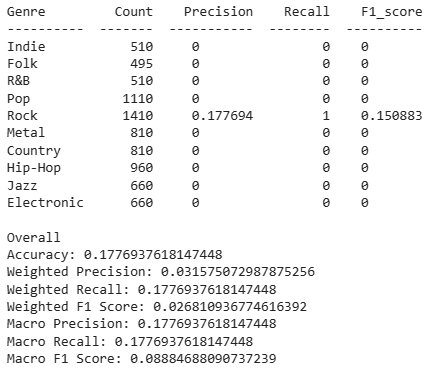 Genre Count Precision Recall F1_score
---------- ------- ----------- -------- ----------
Indie 510 0 0 0
Folk 495 0 0 0
R&B 510 0 0 0
Pop 1110 0 0 0
Rock 1410 0.177694 1 0.150883
Metal 810 0 0 0
Country 810 0 0 0
Hip-Hop 960 0 0 0
Jazz 660 0 0 0
Electronic 660 0 0 0
Overall
Accuracy: 0.1776937618147448
Weighted Precision: 0.031575072987875256
Weighted Recall: 0.1776937618147448
Weighted F1 Score: 0.026810936774616392
Macro Precision: 0.1776937618147448
Macro Recall: 0.1776937618147448
Macro F1 Score: 0.08884688090737239